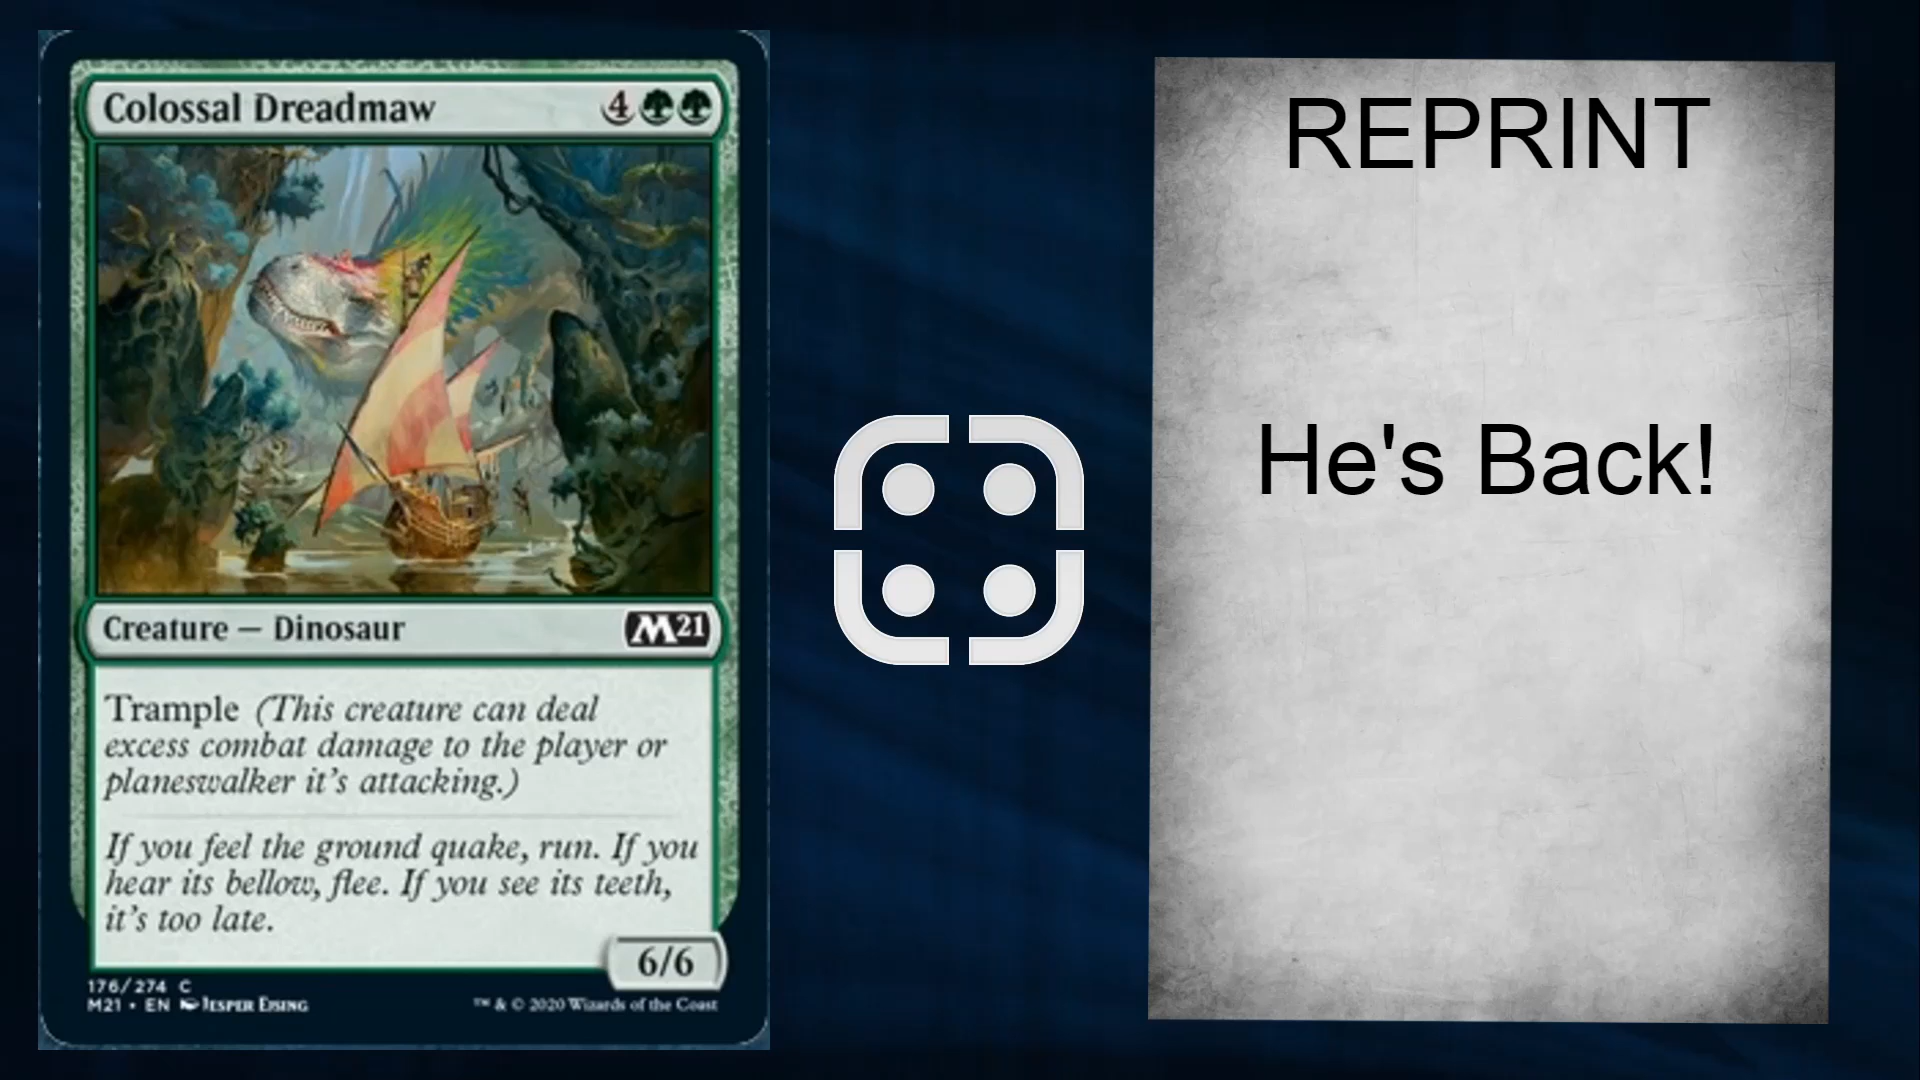 Colossal Dreadmaw 4
Creature — Dinosaur M21
Trample (This creature can deal
excess combat damage to the player or
planeswalker it's attacking.)
If you feel the ground quake, run. If you
hear its bellow, flee. If you see its teeth,
it's too late.
6/6
176/274 C
M21 • EN JESPER EJSING
™ & © 2020 Wizards of the Coast
REPRINT
He's Back!